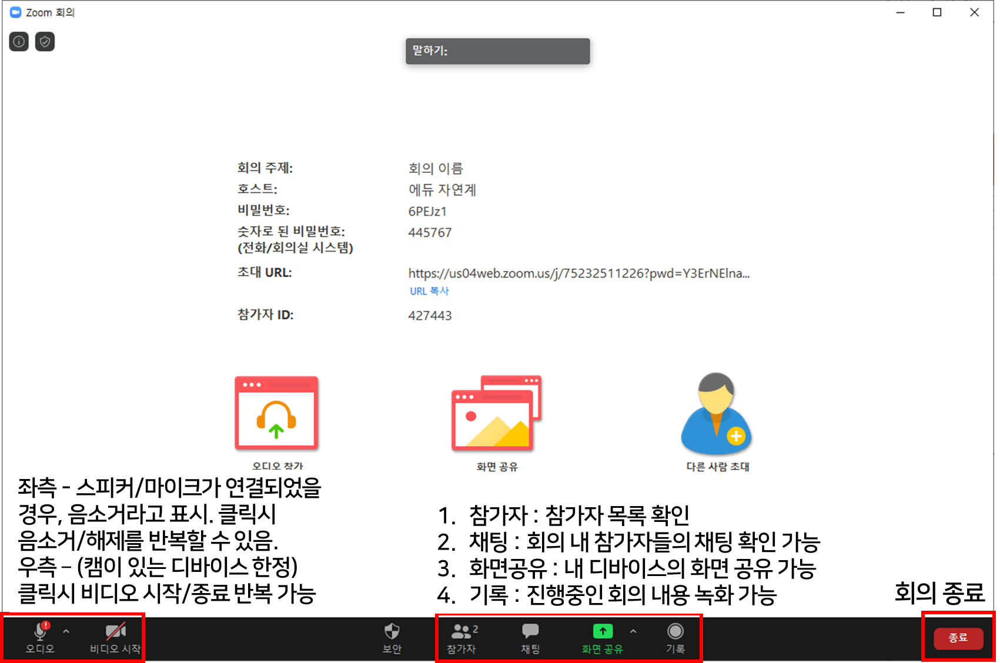 Zoom 회의
말하기:
회의 주제: 회의 이름
호스트: 에듀 자연계
비밀번호: 6PEJz1
숫자로 된 비밀번호: 445767
(전화/회의실 시스템)
초대 URL: https://us04web.zoom.us/j/75232511226?pwd=Y3ErNElna...
URL 복사
참가자 ID: 427443
오디오 참가
화면 공유
다른 사람 초대
좌측 - 스피커/마이크가 연결되었을
경우, 음소거라고 표시. 클릭시
음소거/해제를 반복할 수 있음.
우측 – (캠이 있는 디바이스 한정)
클릭시 비디오 시작/종료 반복 가능
1. 참가자 : 참가자 목록 확인
2. 채팅 : 회의 내 참가자들의 채팅 확인 가능
3. 화면공유 : 내 디바이스의 화면 공유 가능
4. 기록 : 진행중인 회의 내용 녹화 가능
회의 종료
오디오
비디오 시작
보안
참가자 2
채팅
화면 공유
기록
종료